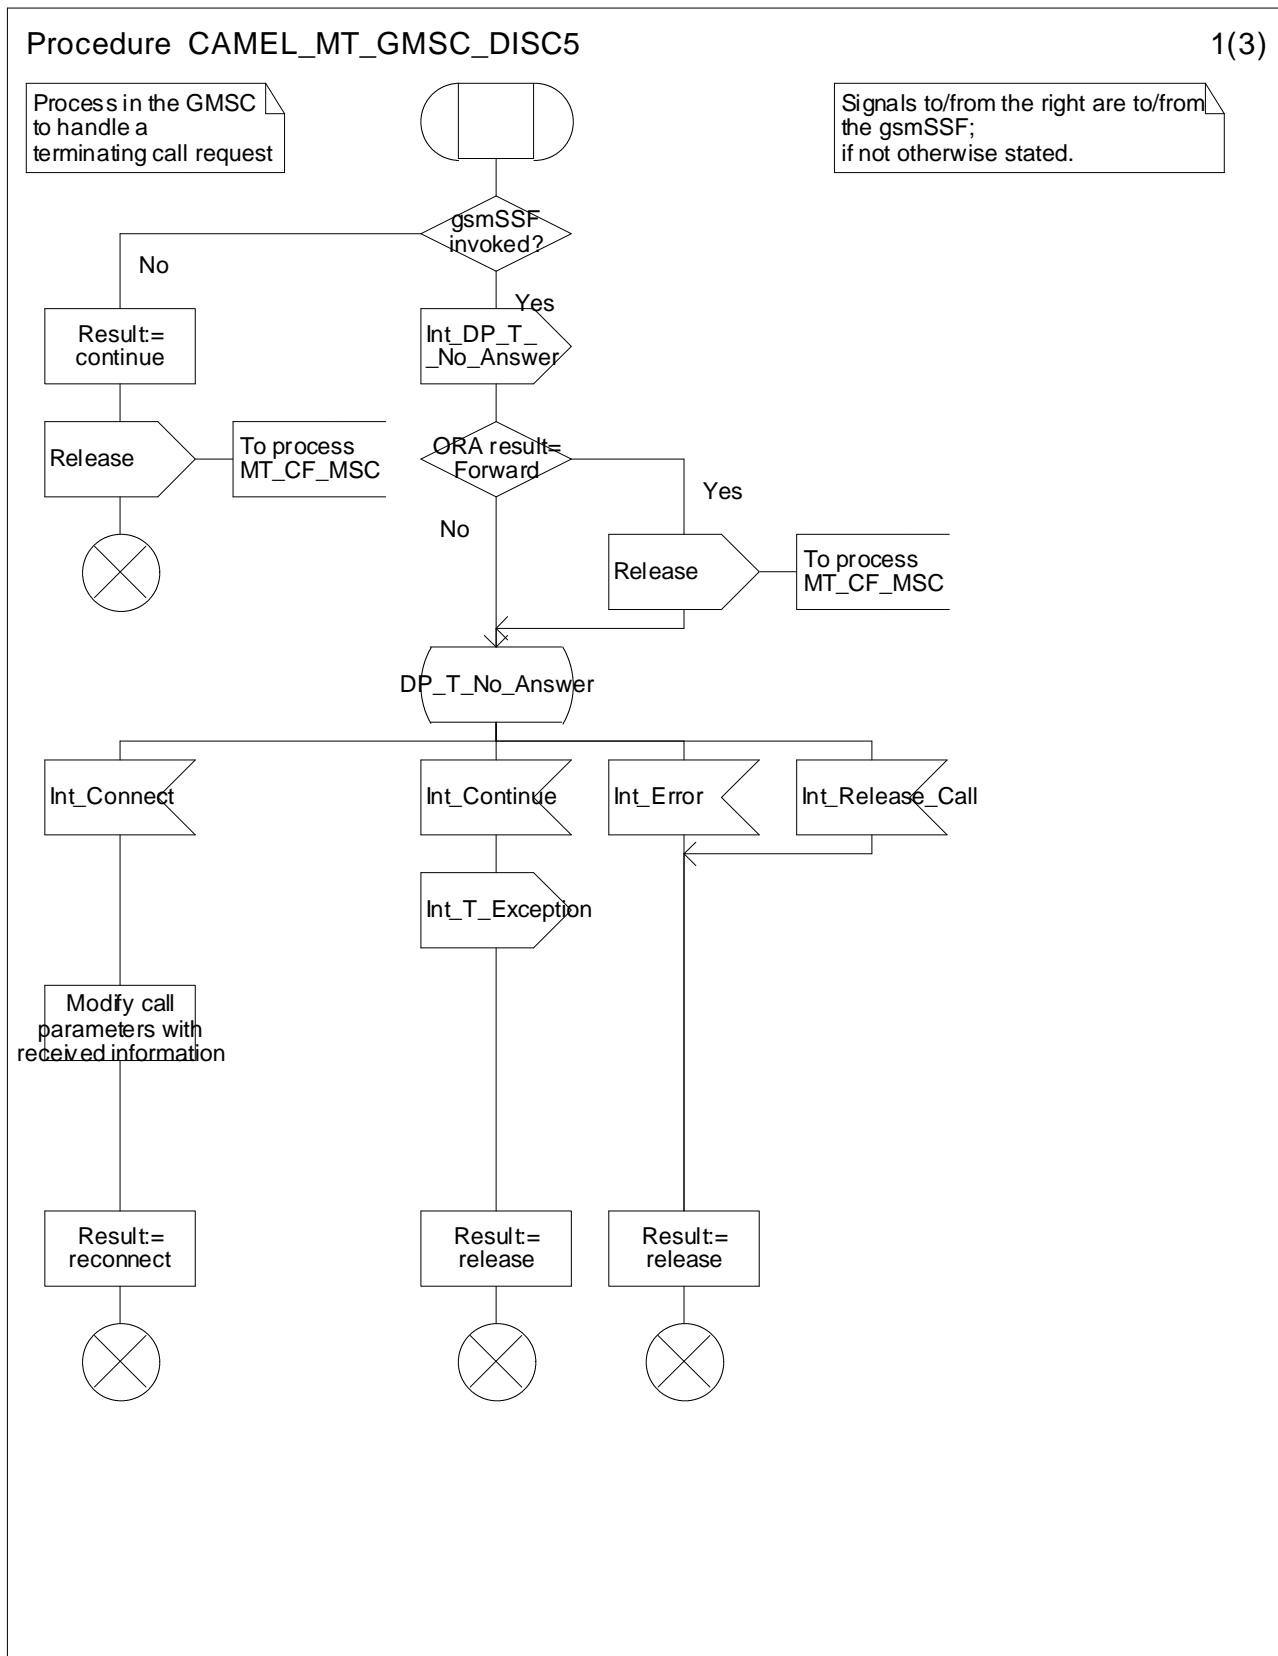 Procedure CAMEL_MT_GMSC_DISC5
1(3)
Process in the GMSC
to handle a
terminating call request
Signals to/from the right are to/from
the gsmSSF;
if not otherwise stated.
gsmSSF
invoked?
No
Yes
Result:=
continue
Int_DP_T_
_No_Answer
Release
To process
MT_CF_MSC
ORA result=
Forward
Yes
No
Release
To process
MT_CF_MSC
DP_T_No_Answer
Int_Connect
Int_Continue
Int_Error
Int_Release_Call
Int_T_Exception
Modify call
parameters with
received information
Result:=
reconnect
Result:=
release
Result:=
release